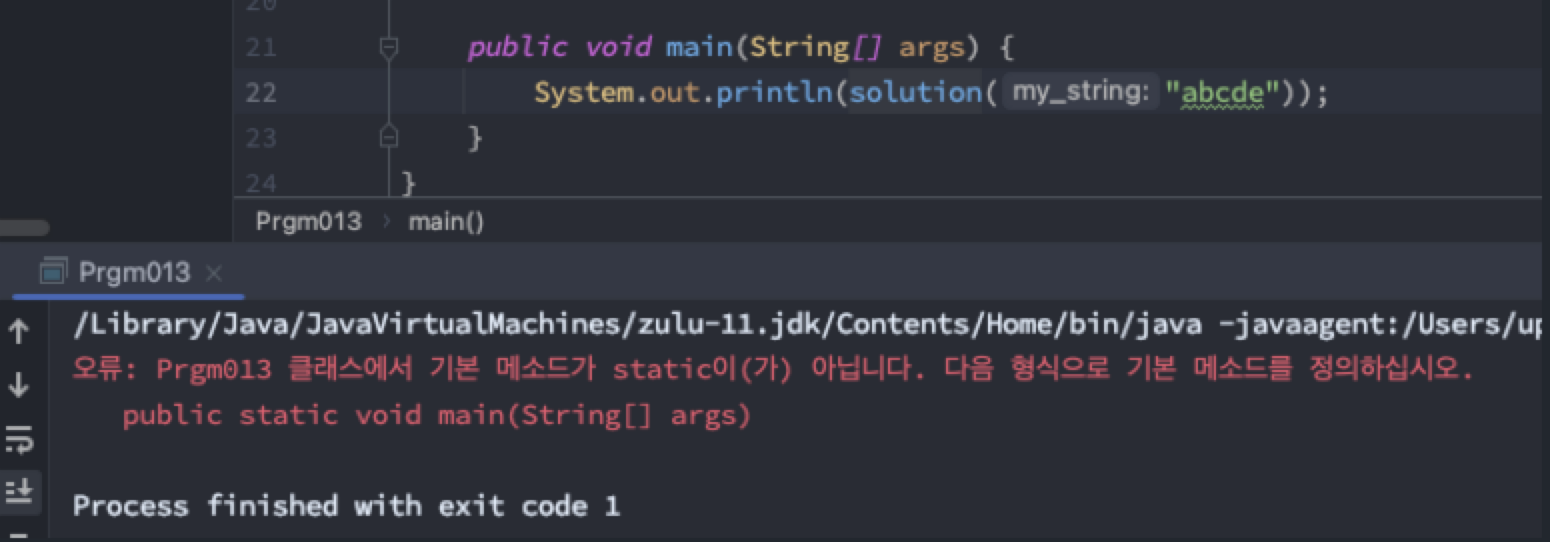 20
21 public void main(String[] args) {
22 System.out.println(solution( my_string: "abcde"));
23 }
24 }
Prgm013 › main()
Prgm013 ×
/Library/Java/JavaVirtualMachines/zulu-11.jdk/Contents/Home/bin/java -javaagent:/Users/up
오류: Prgm013 클래스에서 기본 메소드가 static이(가) 아닙니다. 다음 형식으로 기본 메소드를 정의하십시오.
public static void main(String[] args)
Process finished with exit code 1